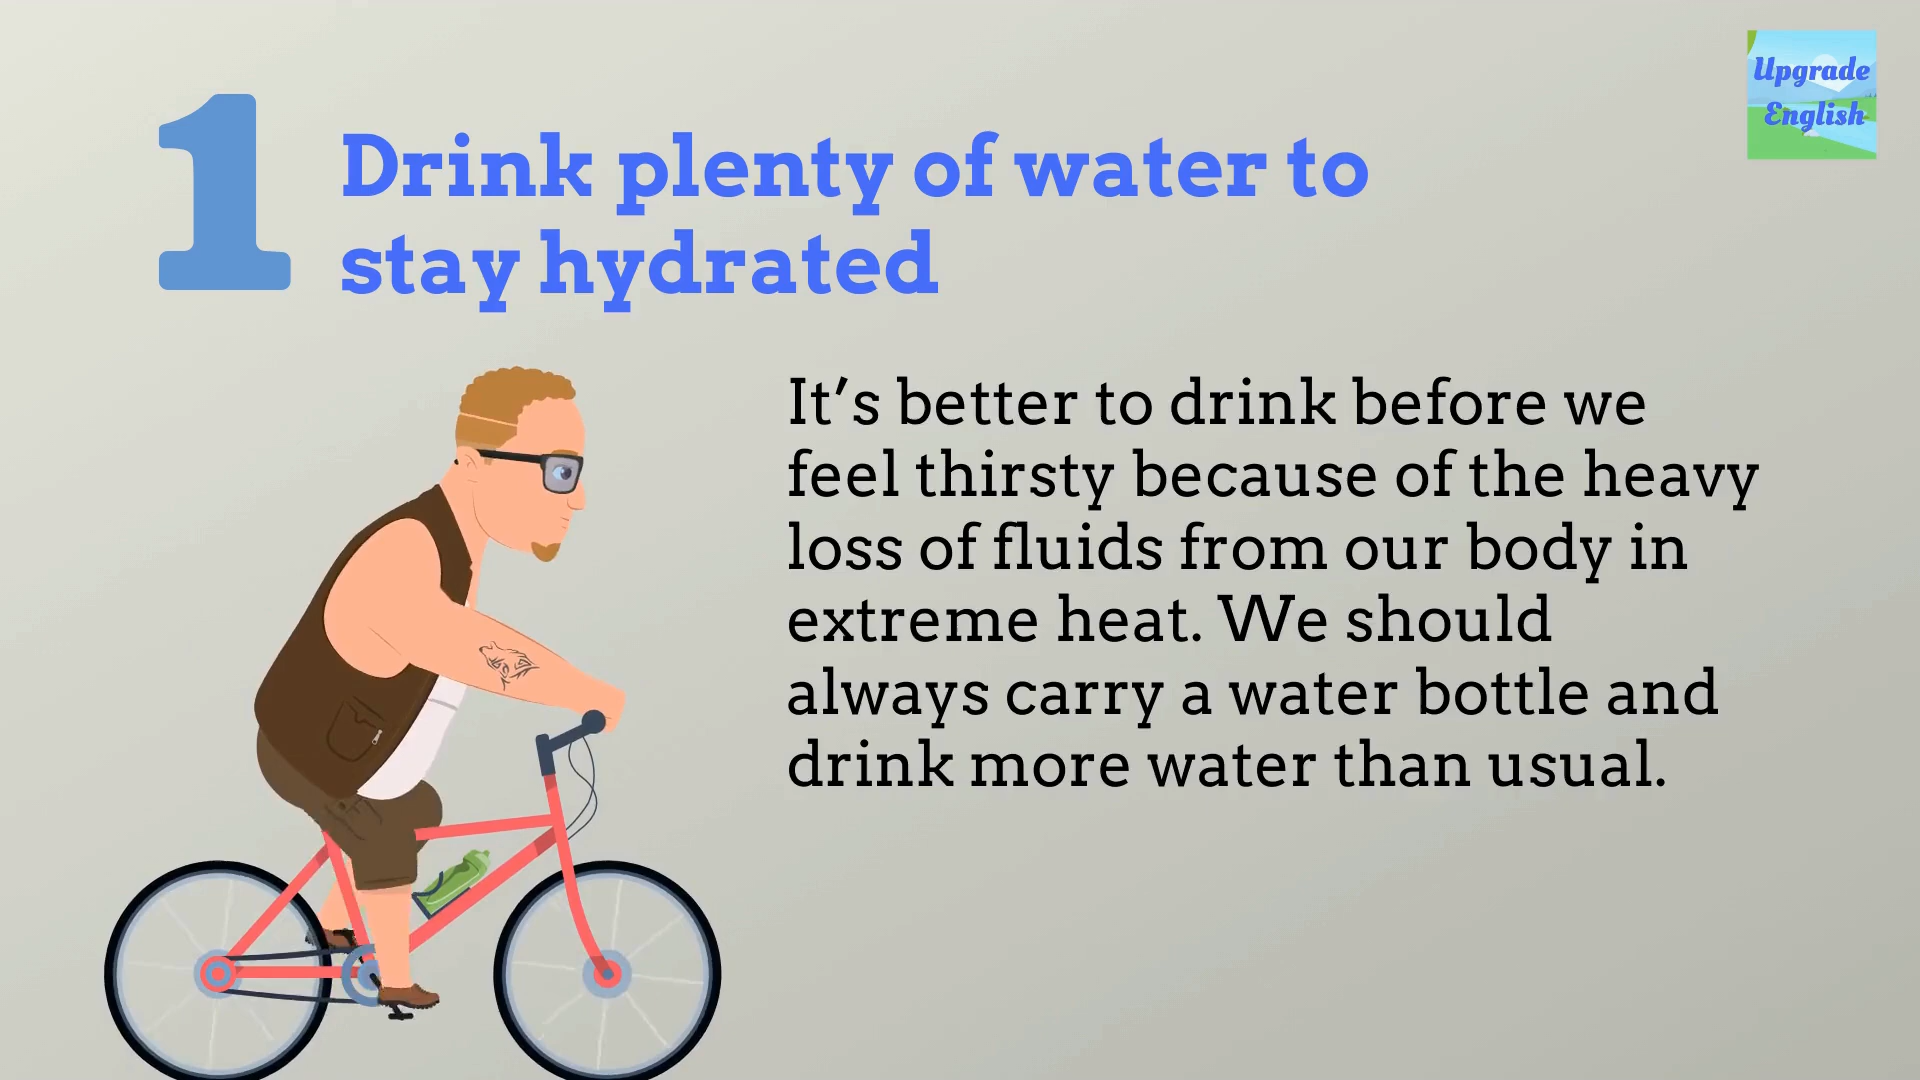 1
Drink plenty of water to
stay hydrated
Upgrade
English
It’s better to drink before we
feel thirsty because of the heavy
loss of fluids from our body in
extreme heat. We should
always carry a water bottle and
drink more water than usual.